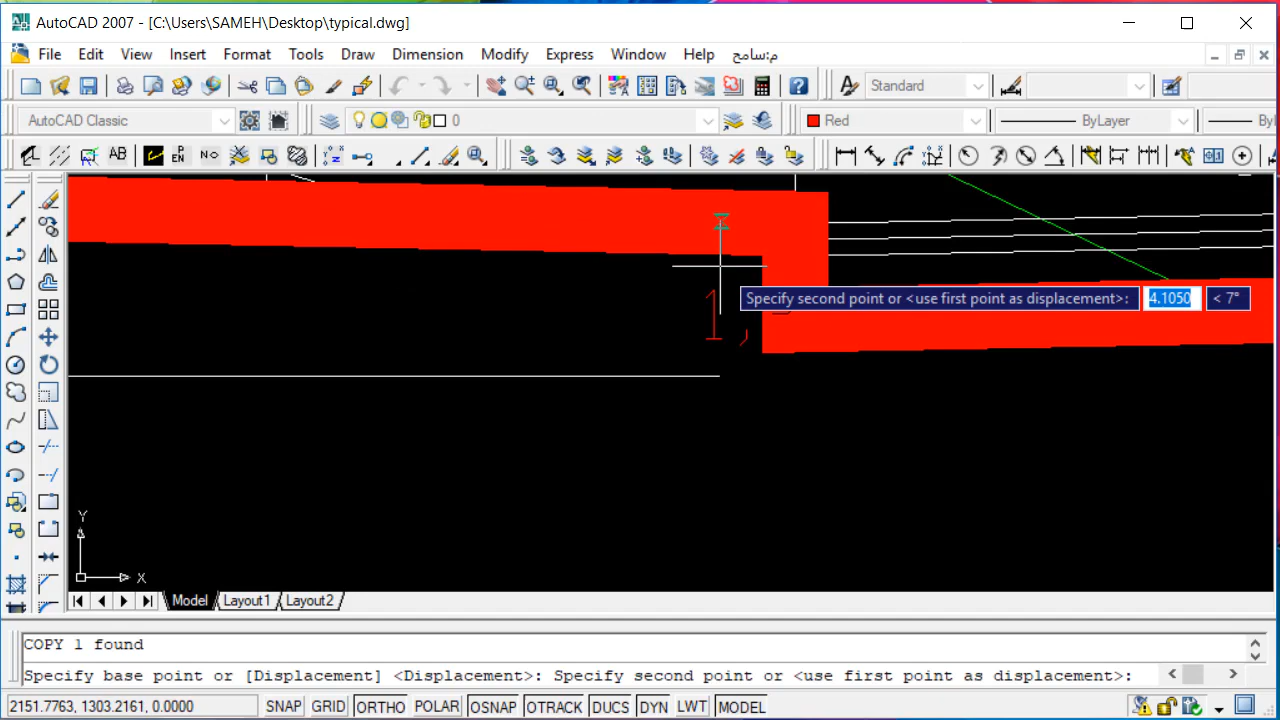 AutoCAD 2007 - [C:\Users\SAMEH\Desktop\typical.dwg]
File Edit View Insert Format Tools Draw Dimension Modify Express Window Help م:سامح
Standard
AutoCAD Classic 0 Red ByLayer
Specify second point or <use first point as displacement>: 4.1050 < 7°
1
Y
X
Model Layout1 Layout2
COPY 1 found
Specify base point or [Displacement] <Displacement>: Specify second point or <use first point as displacement>:
2151.7763, 1303.2161, 0.0000 SNAP GRID ORTHO POLAR OSNAP OTRACK DUCS DYN LWT MODEL